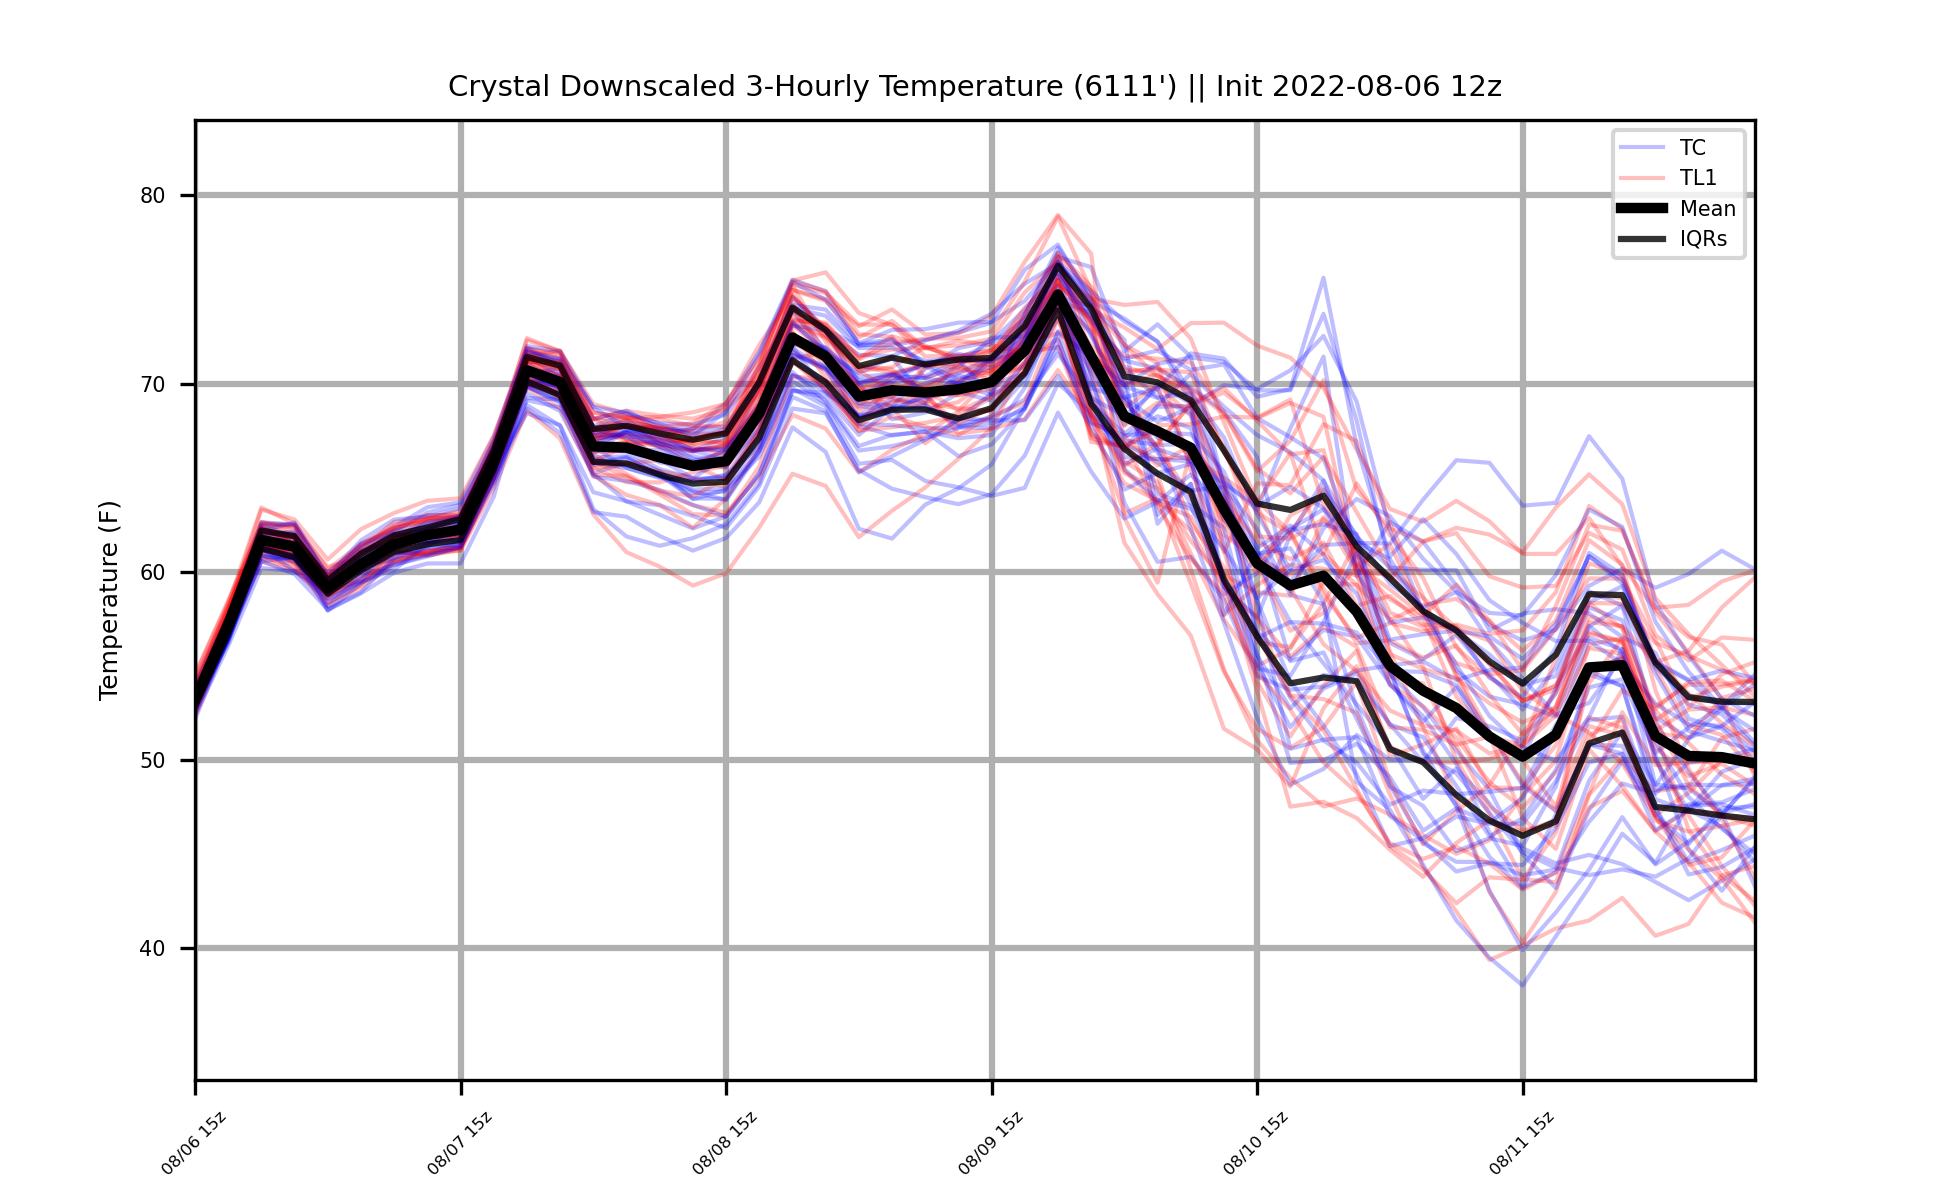 Crystal Downscaled 3-Hourly Temperature (6111') || Init 2022-08-06 12z
TC
TL1
Mean
IQRs
Temperature (F)
80
70
60
50
40
08/06 15z
08/07 15z
08/08 15z
08/09 15z
08/10 15z
08/11 15z